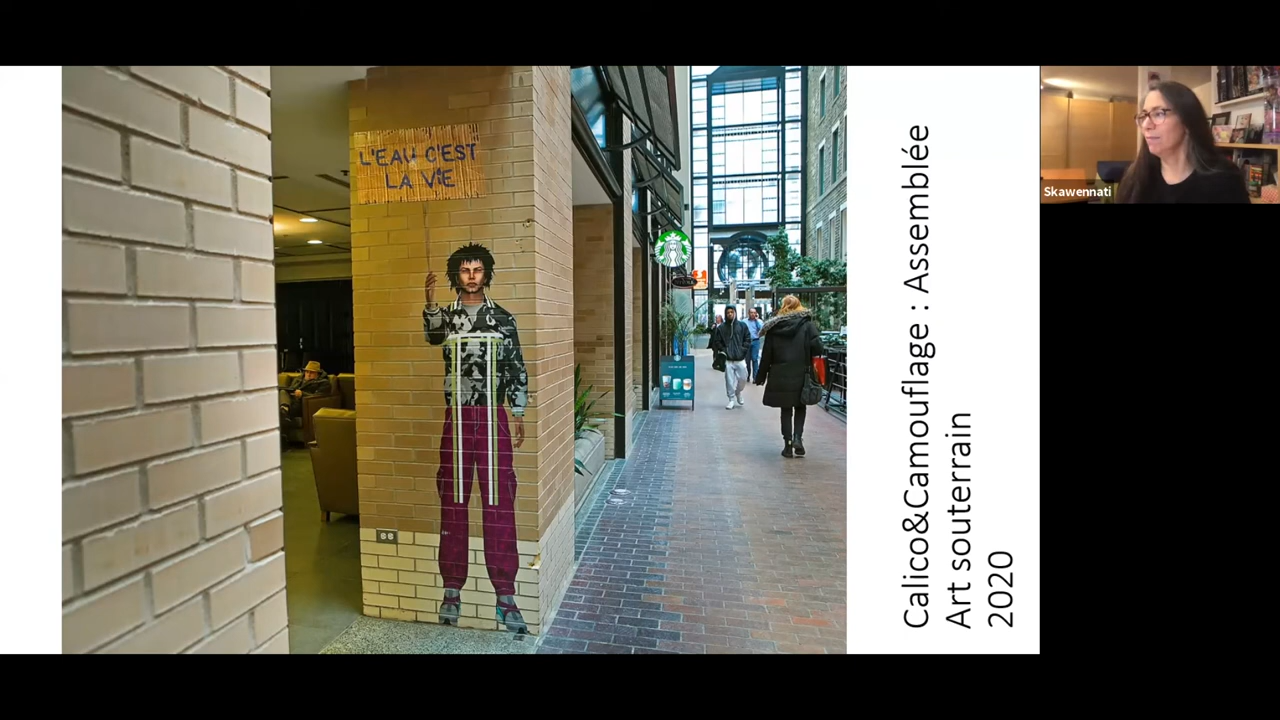 L'EAU C'EST
LA VIE
Calico&Camouflage : Assemblée
Art souterrain
2020
Skawennati